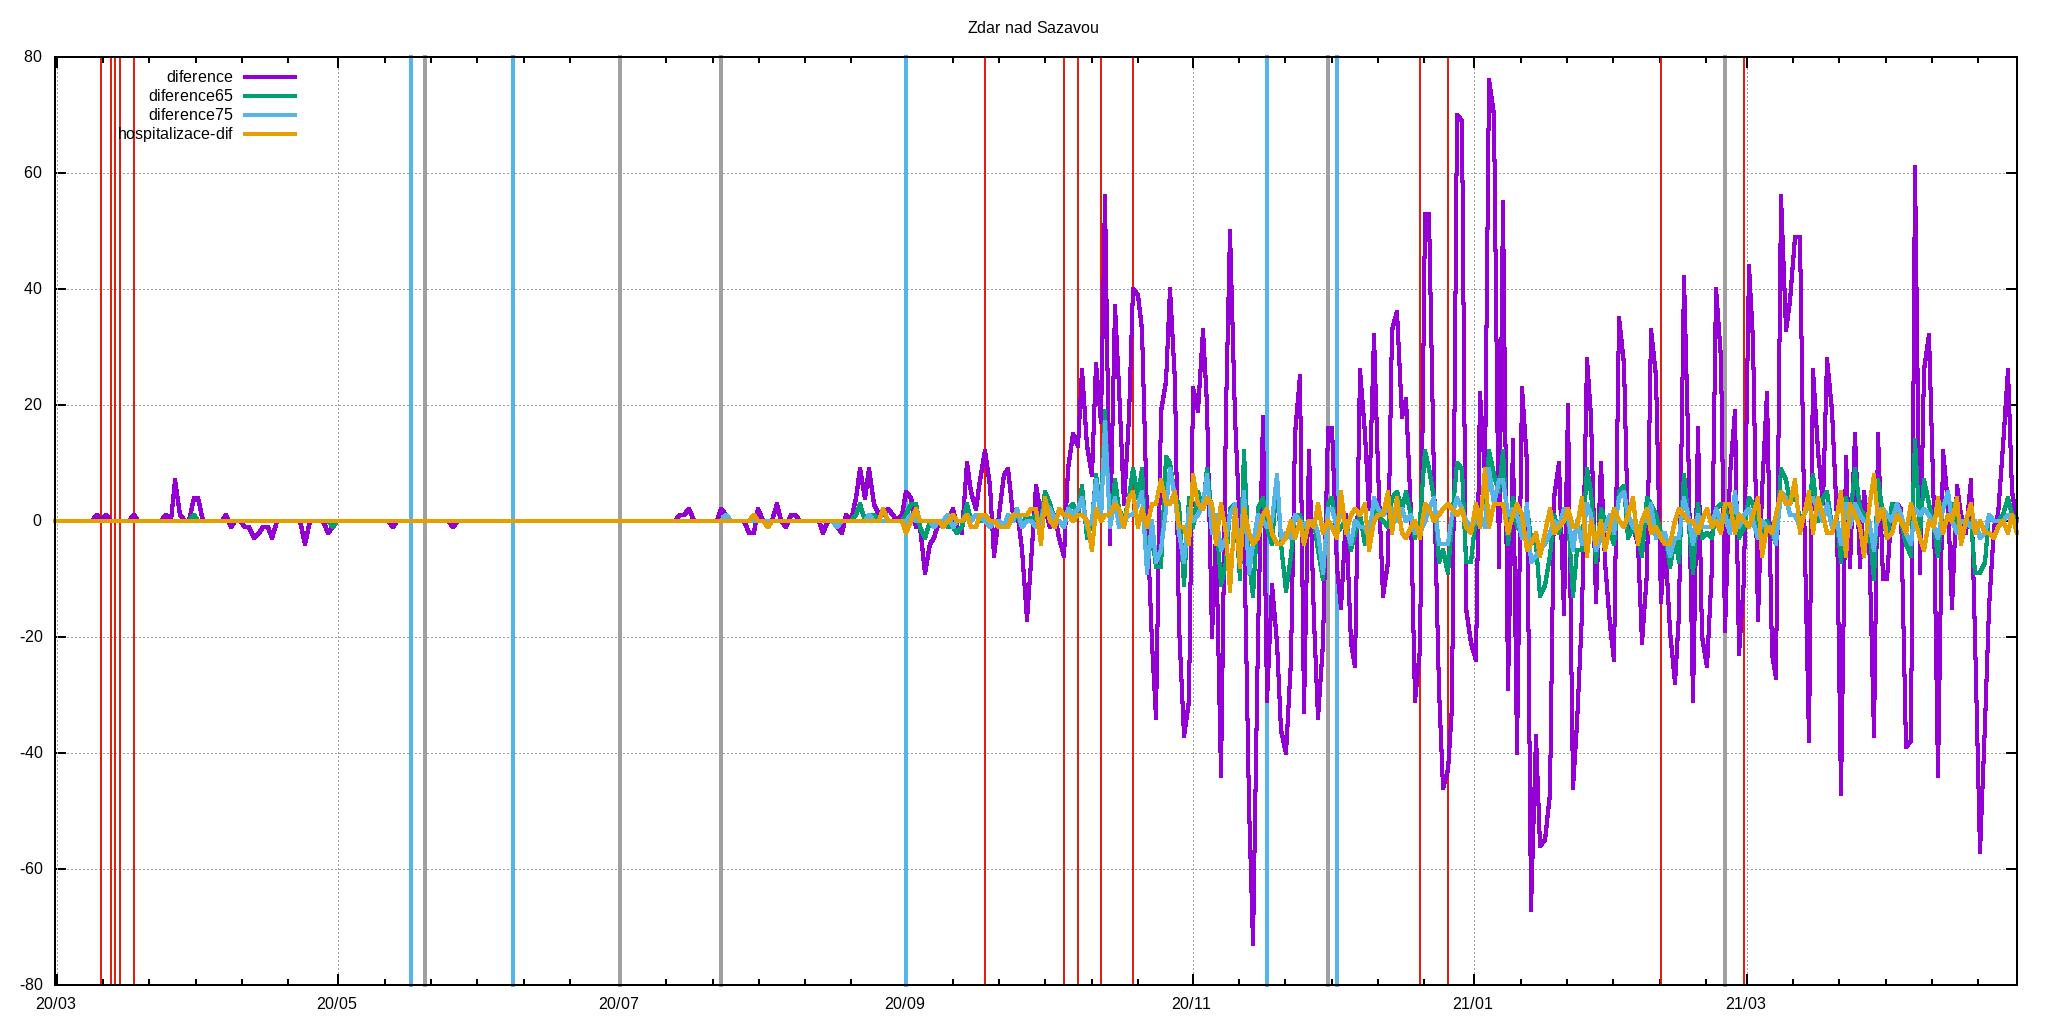 Zdar nad Sazavou
80
diference
diference65
diference75
hospitalizace-dif
60
40
20
0
-20
-40
-60
-80
20/03 20/05 20/07 20/09 20/11 21/01 21/03